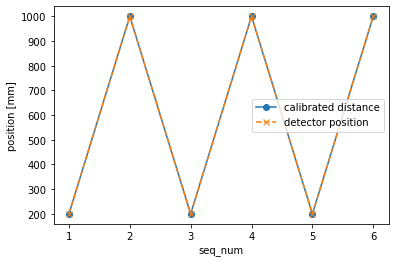 1000
900
800
700
600
500
400
300
200
position [mm]
calibrated distance
detector position
1 2 3 4 5 6
seq_num